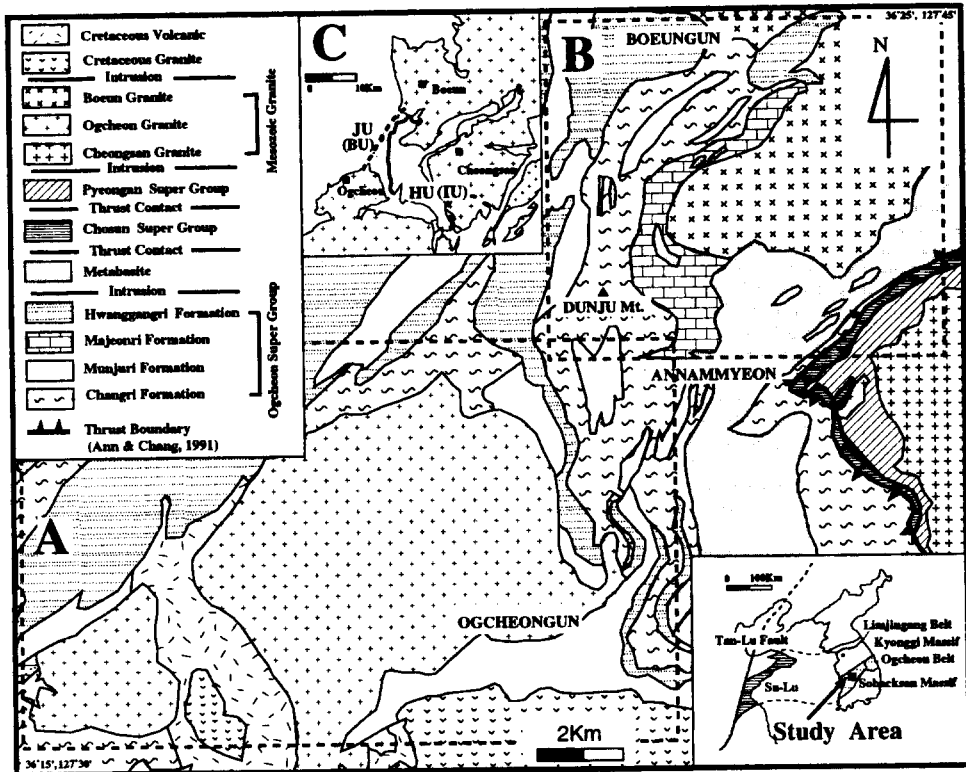 Cretaceous Volcanic
Cretaceous Granite
Intrusion
Boeun Granite
Ogcheon Granite
Cheongsan Granite
Mesozoic Granite
Intrusion
Pyeongan Super Group
Thrust Contact
Chosun Super Group
Thrust Contact
Metabasite
Intrusion
Hwanggangri Formation
Majeonri Formation
Munjuri Formation
Changri Formation
Ogcheon Super Group
Thrust Boundary
(Ann & Chang, 1991)
C
0 10Km
Boeun
JU
(BU)
Cheongsan
Ogcheon
HU (IU)
B
BOEUNGUN
36°25', 127°45'
N
DUNJU Mt.
ANNAMMYEON
A
OGCHEONGUN
2Km
36°15', 127°30'
0 100Km
Tan-Lu Fault
Su-Lu
Limjingang Belt
Kyonggi Massif
Ogcheon Belt
Sobacksan Massif
Study Area